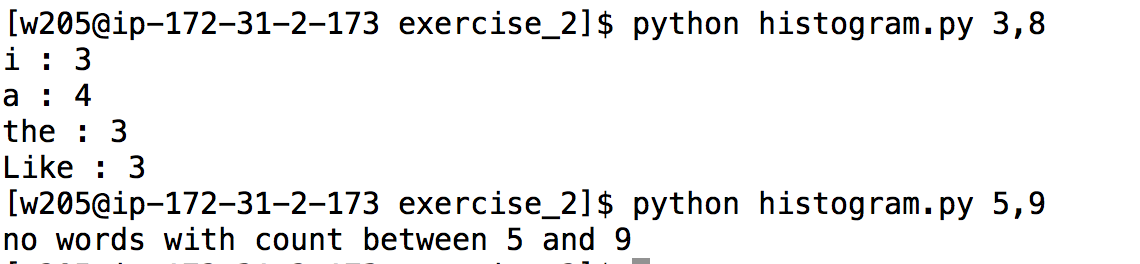 [w205@ip-172-31-2-173 exercise_2]$ python histogram.py 3,8
i : 3
a : 4
the : 3
Like : 3
[w205@ip-172-31-2-173 exercise_2]$ python histogram.py 5,9
no words with count between 5 and 9